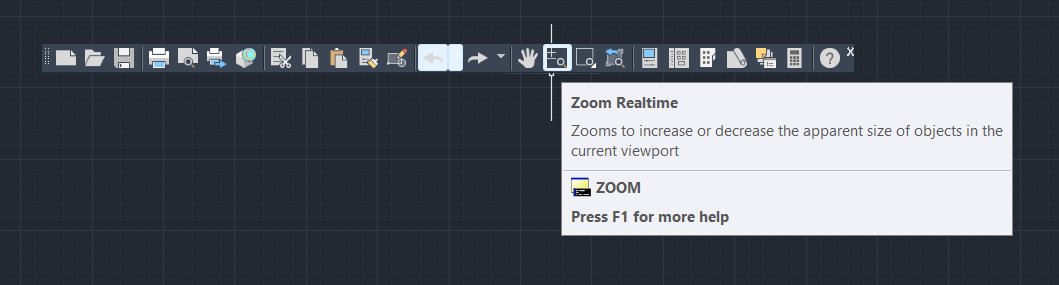 x
?
Zoom Realtime
Zooms to increase or decrease the apparent size of objects in the
current viewport
ZOOM
Press F1 for more help